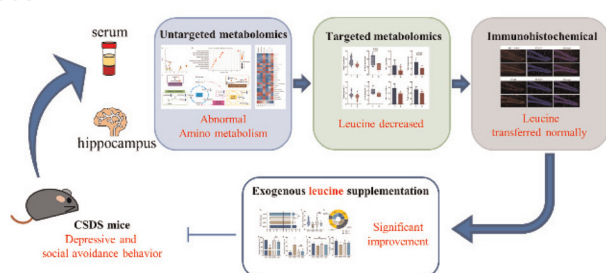 serum
hippocampus
CSDS mice
Depressive and
social avoidance behavior
Untargeted metabolomics
Abnormal
Amino metabolism
Targeted metabolomics
Leucine decreased
Immunohistochemical
Leucine
transferred normally
Exogenous leucine supplementation
Significant
improvement